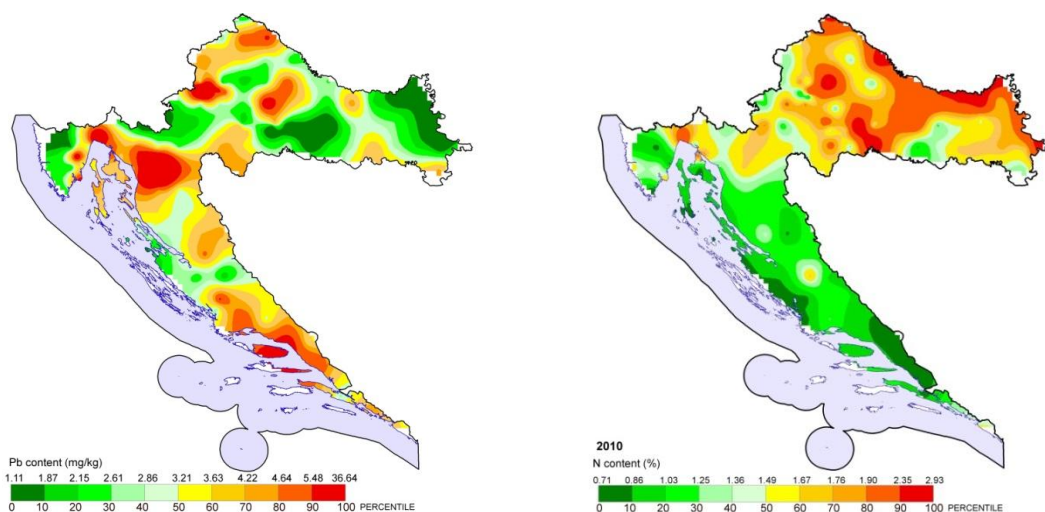 Pb content (mg/kg)
1.11 1.87 2.15 2.61 2.86 3.21 3.63 4.22 4.64 5.48 36.64
0 10 20 30 40 50 60 70 80 90 100 PERCENTILE
2010
N content (%)
0.71 0.86 1.03 1.25 1.36 1.49 1.67 1.76 1.90 2.35 2.93
0 10 20 30 40 50 60 70 80 90 100 PERCENTILE